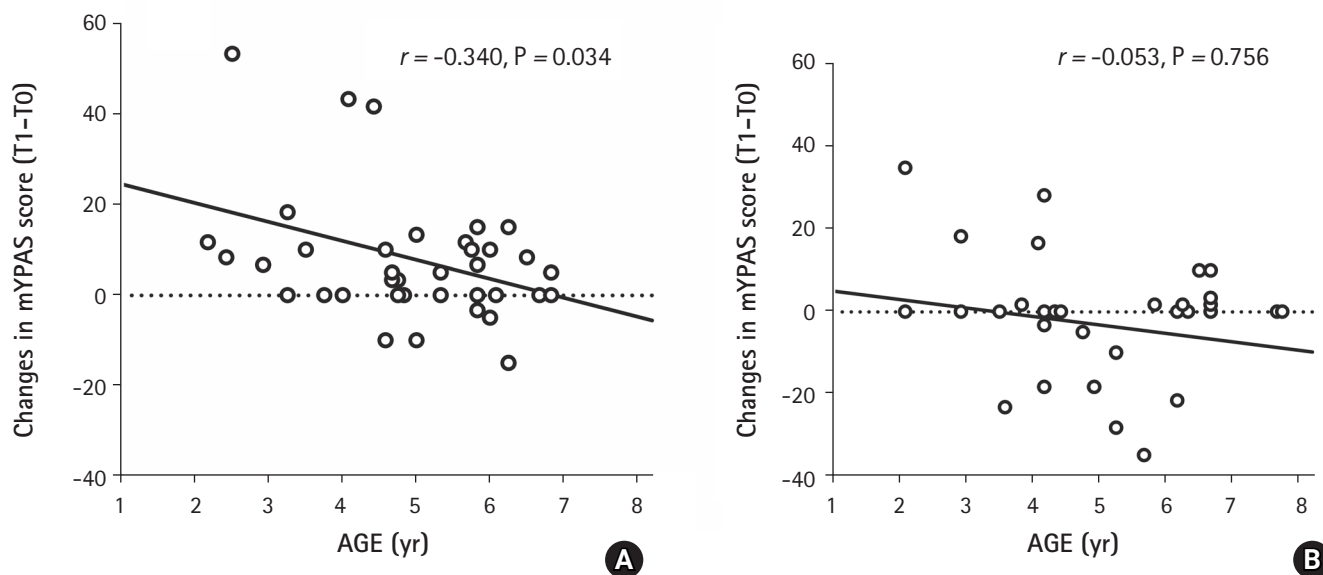 r = -0.340, P = 0.034
Changes in mYPAS score (T1-T0)
60
40
20
0
-20
-40
1 2 3 4 5 6 7 8
AGE (yr)
A
r = -0.053, P = 0.756
Changes in mYPAS score (T1-T0)
60
40
20
0
-20
-40
1 2 3 4 5 6 7 8
AGE (yr)
B